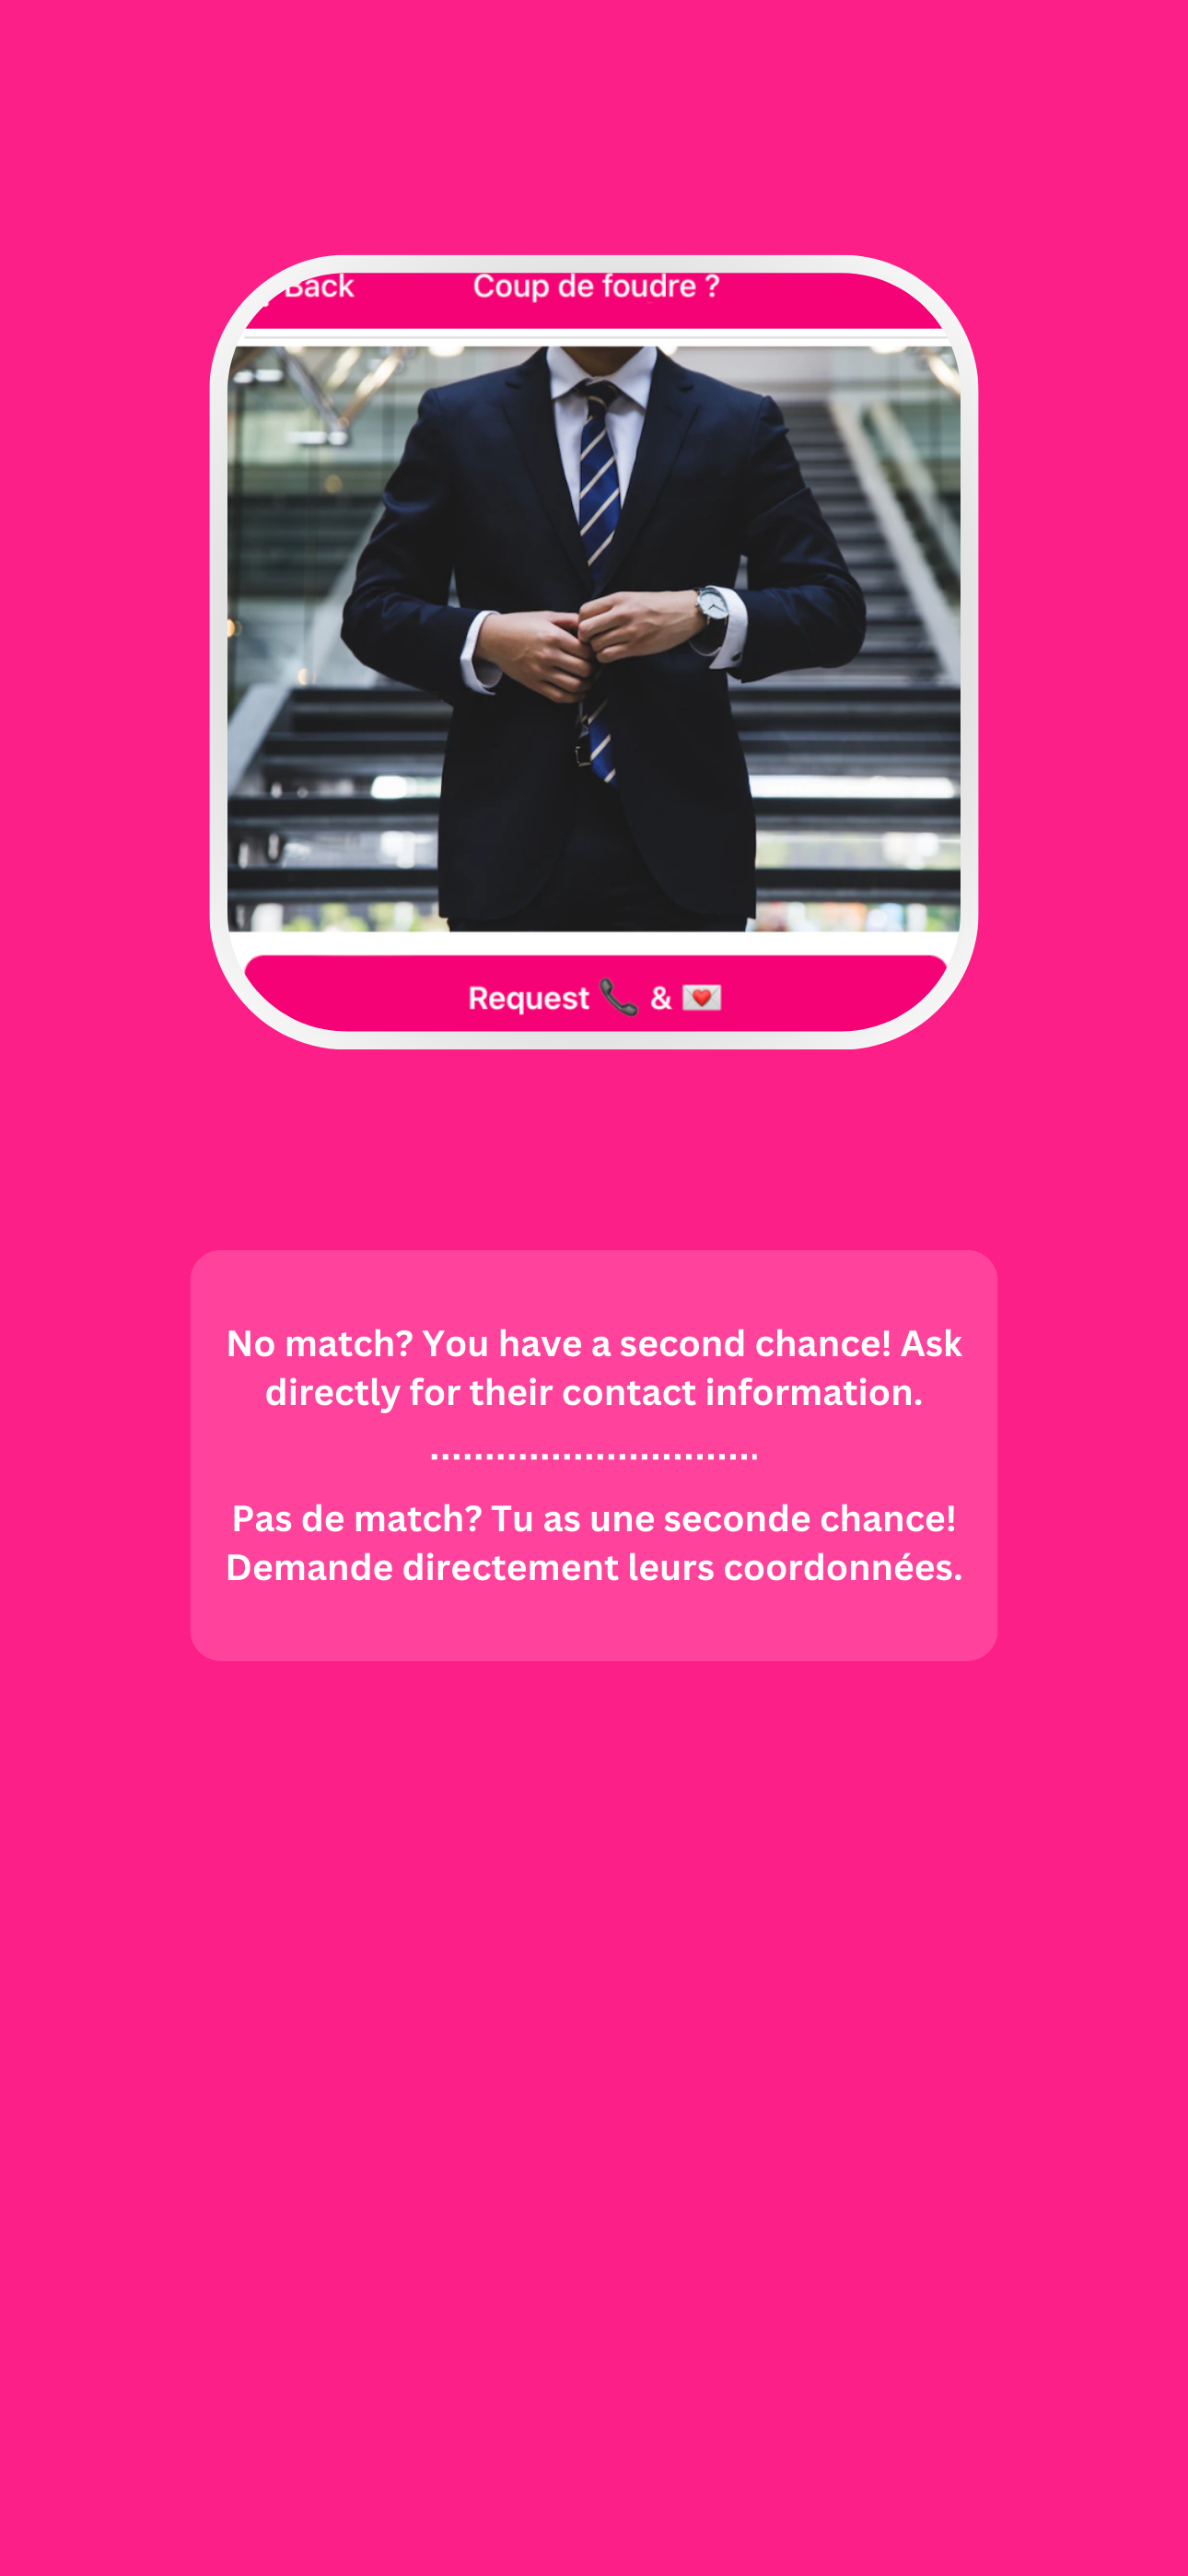 Back
Coup de foudre ?
Request 📞 & 💌
No match? You have a second chance! Ask
directly for their contact information.
Pas de match? Tu as une seconde chance!
Demande directement leurs coordonnées.